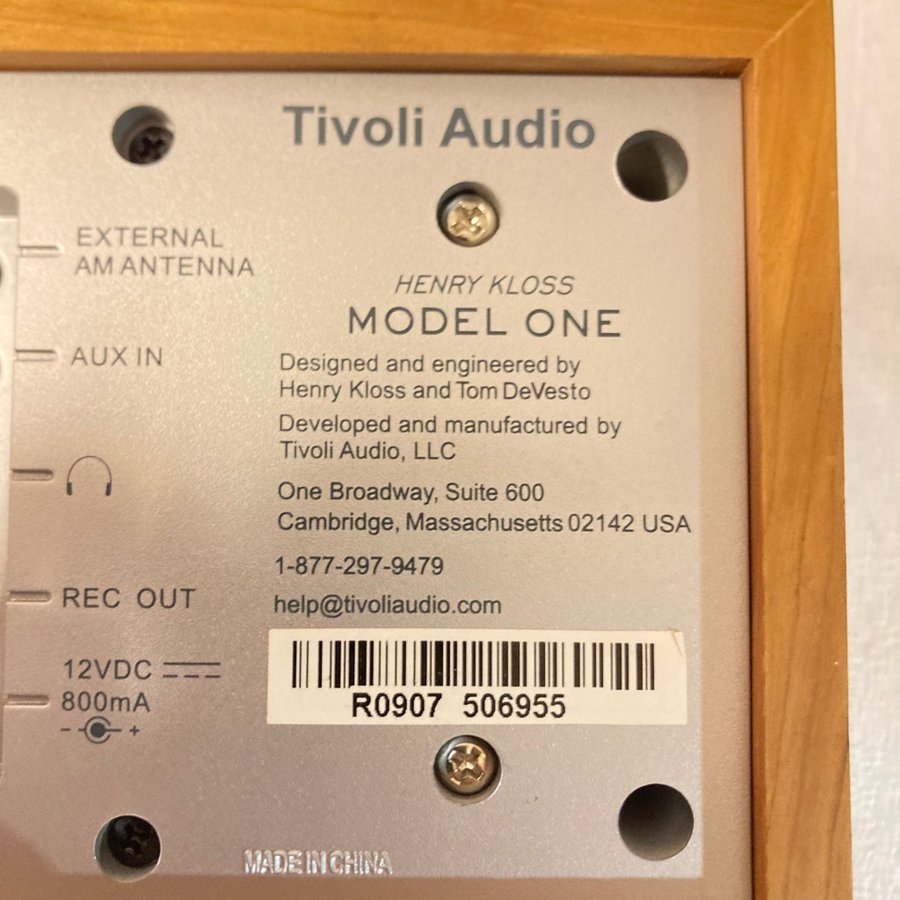 Tivoli Audio
EXTERNAL
AM ANTENNA
AUX IN
REC OUT
12VDC
800mA
- +
HENRY KLOSS
MODEL ONE
Designed and engineered by
Henry Kloss and Tom DeVesto
Developed and manufactured by
Tivoli Audio, LLC
One Broadway, Suite 600
Cambridge, Massachusetts 02142 USA
1-877-297-9479
help@tivoliaudio.com
R0907 506955
MADE IN CHINA